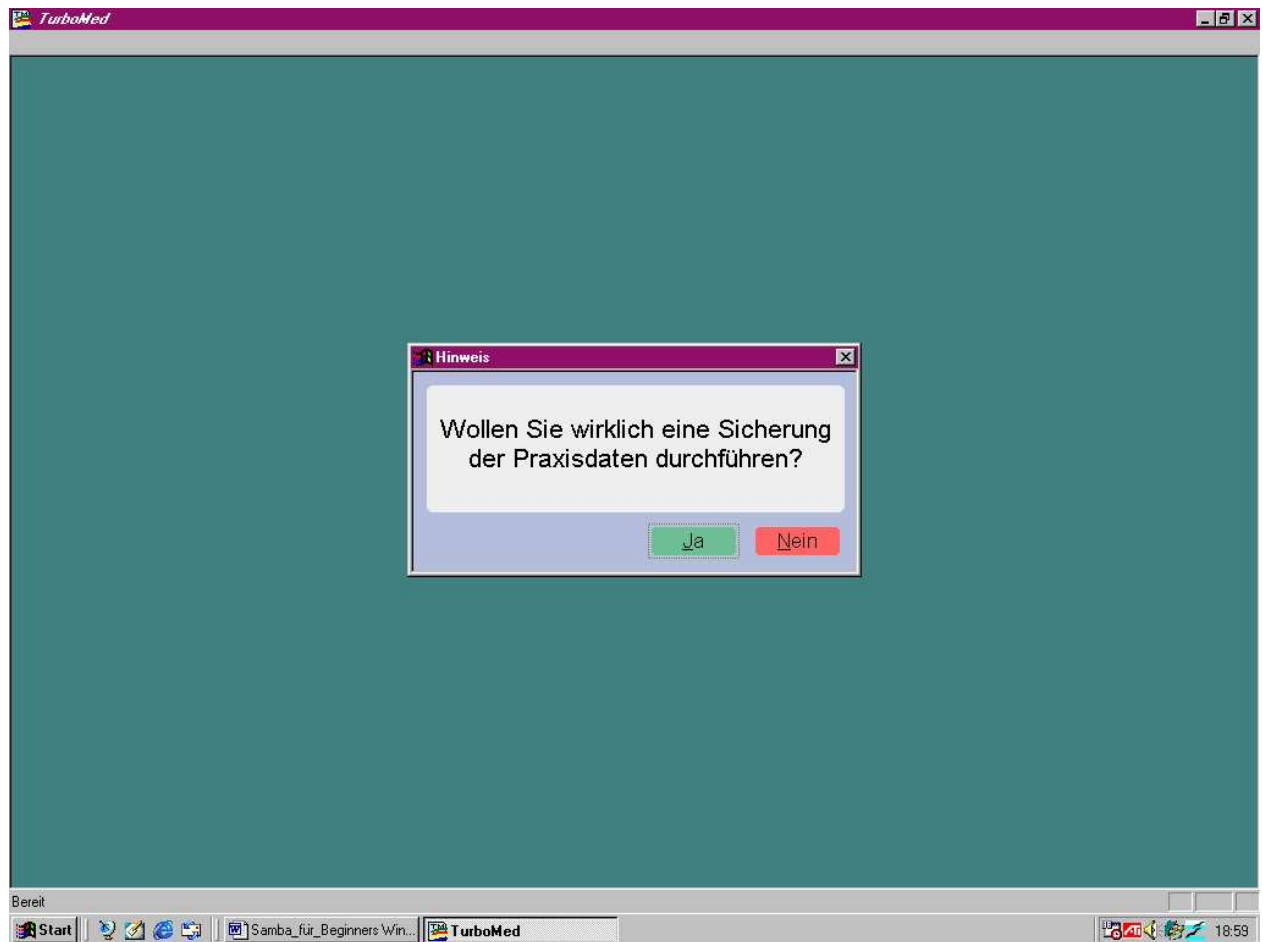 TurboMed
Hinweis
Wollen Sie wirklich eine Sicherung
der Praxisdaten durchführen?
Ja
Nein
Bereit
Start
Samba_für_Beginners Win...
TurboMed
18:59